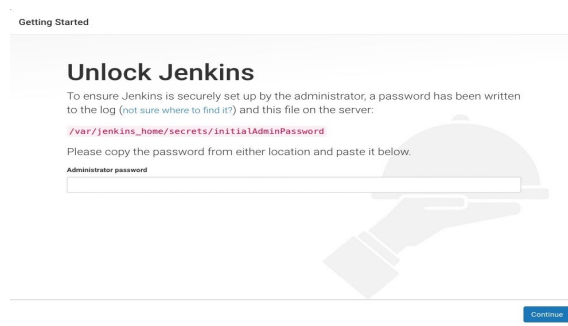 Getting Started
Unlock Jenkins
To ensure Jenkins is securely set up by the administrator, a password has been written
to the log (not sure where to find it?) and this file on the server:
/var/jenkins_home/secrets/initialAdminPassword
Please copy the password from either location and paste it below.
Administrator password
Continue